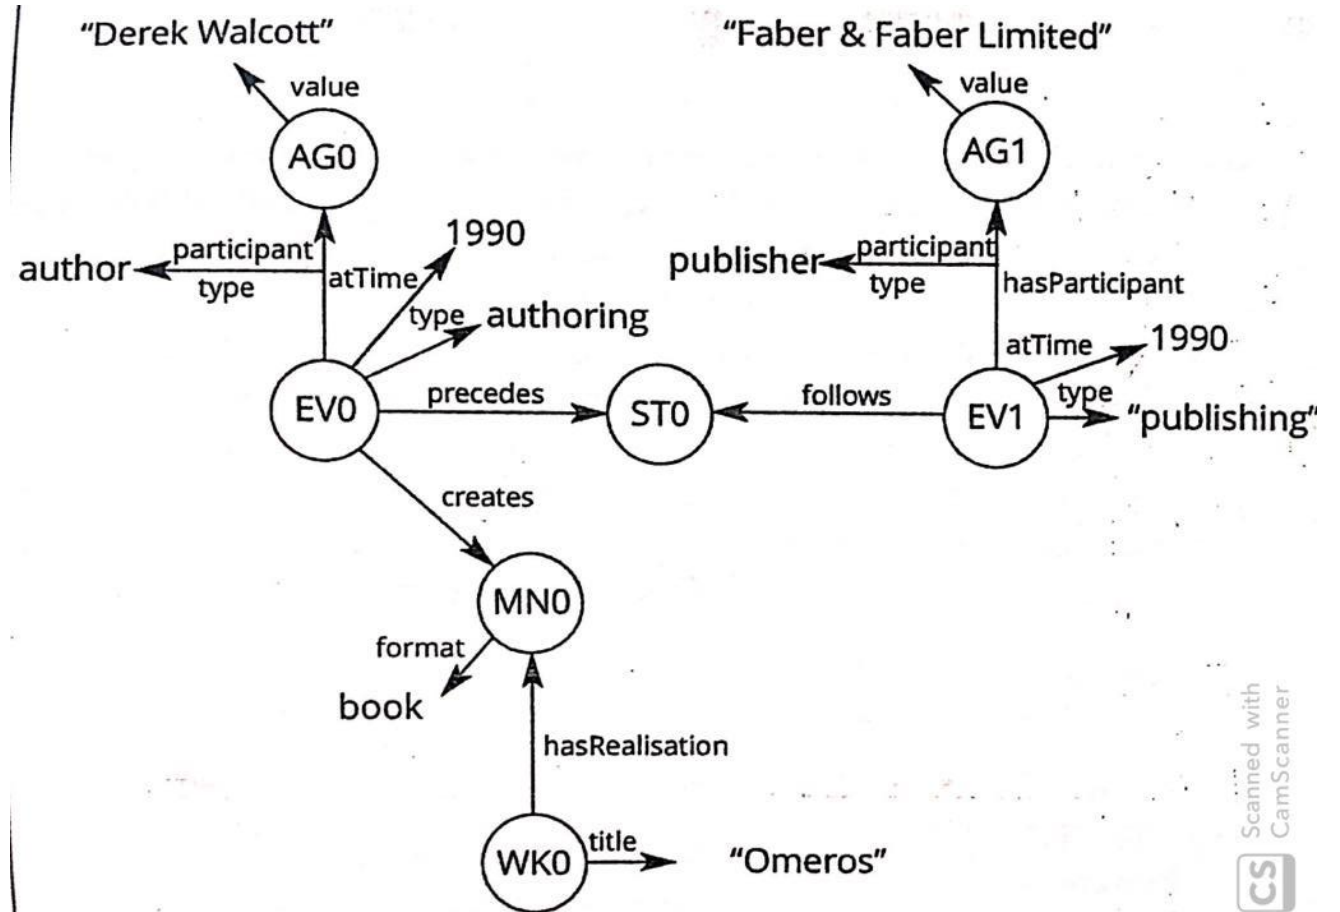 “Derek Walcott”
“Faber & Faber Limited”
value
value
AG0
AG1
participant
1990
participant
author
publisher
type
atTime
type
hasParticipant
type
authoring
atTime
1990
EV0
precedes
ST0
follows
EV1
type
“publishing”
creates
MN0
format
book
hasRealisation
WK0
title
“Omeros”
CS
Scanned with
CamScanner